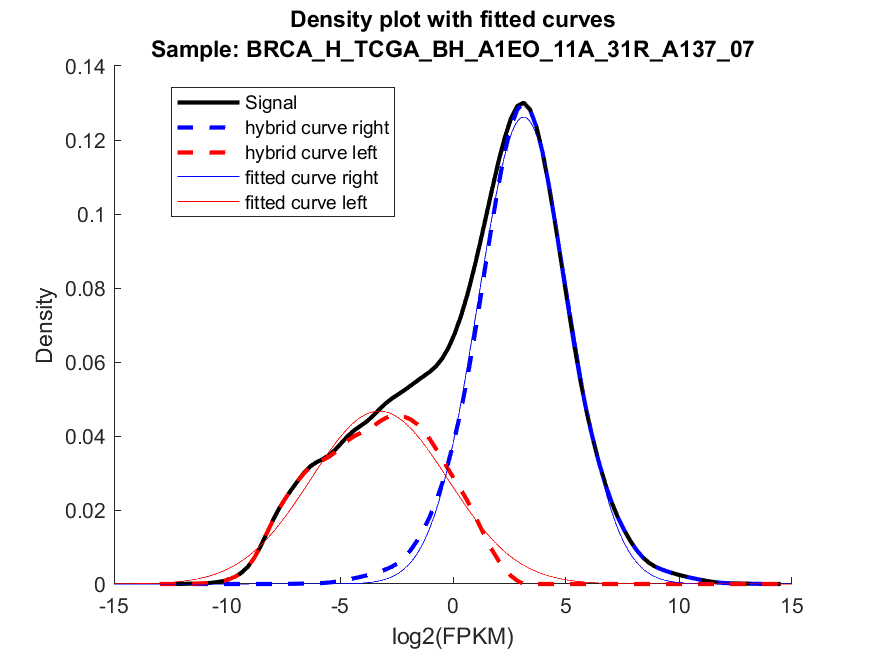 Density plot with fitted curves
Sample: BRCA_H_TCGA_BH_A1EO_11A_31R_A137_07
0.14
0.12
0.1
0.08
0.06
0.04
0.02
0
Density
Signal
hybrid curve right
hybrid curve left
fitted curve right
fitted curve left
-15
-10
-5
0
5
10
15
log2(FPKM)